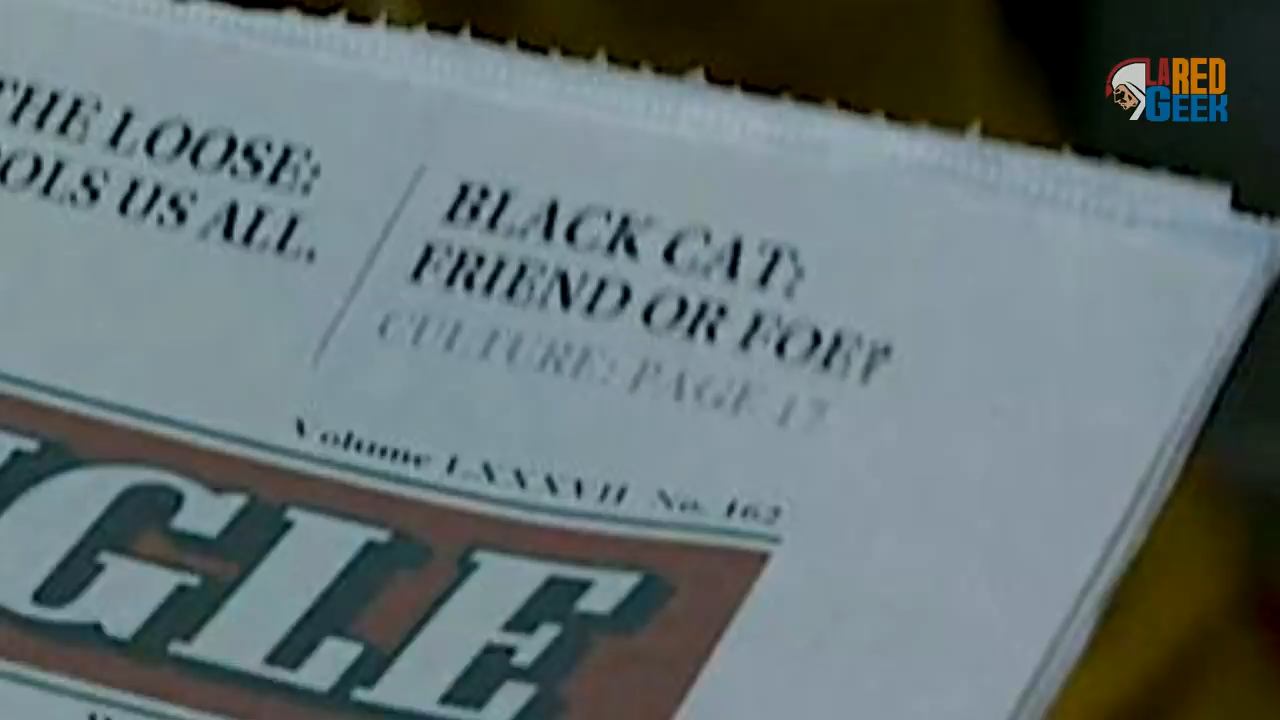 THE LOOSE:
OLS US ALL.
BLACK CAT:
FRIEND OR FOE?
CULTURE: PAGE 17
Volume LXXXVII No. 162
GLE
LA RED
GEEK